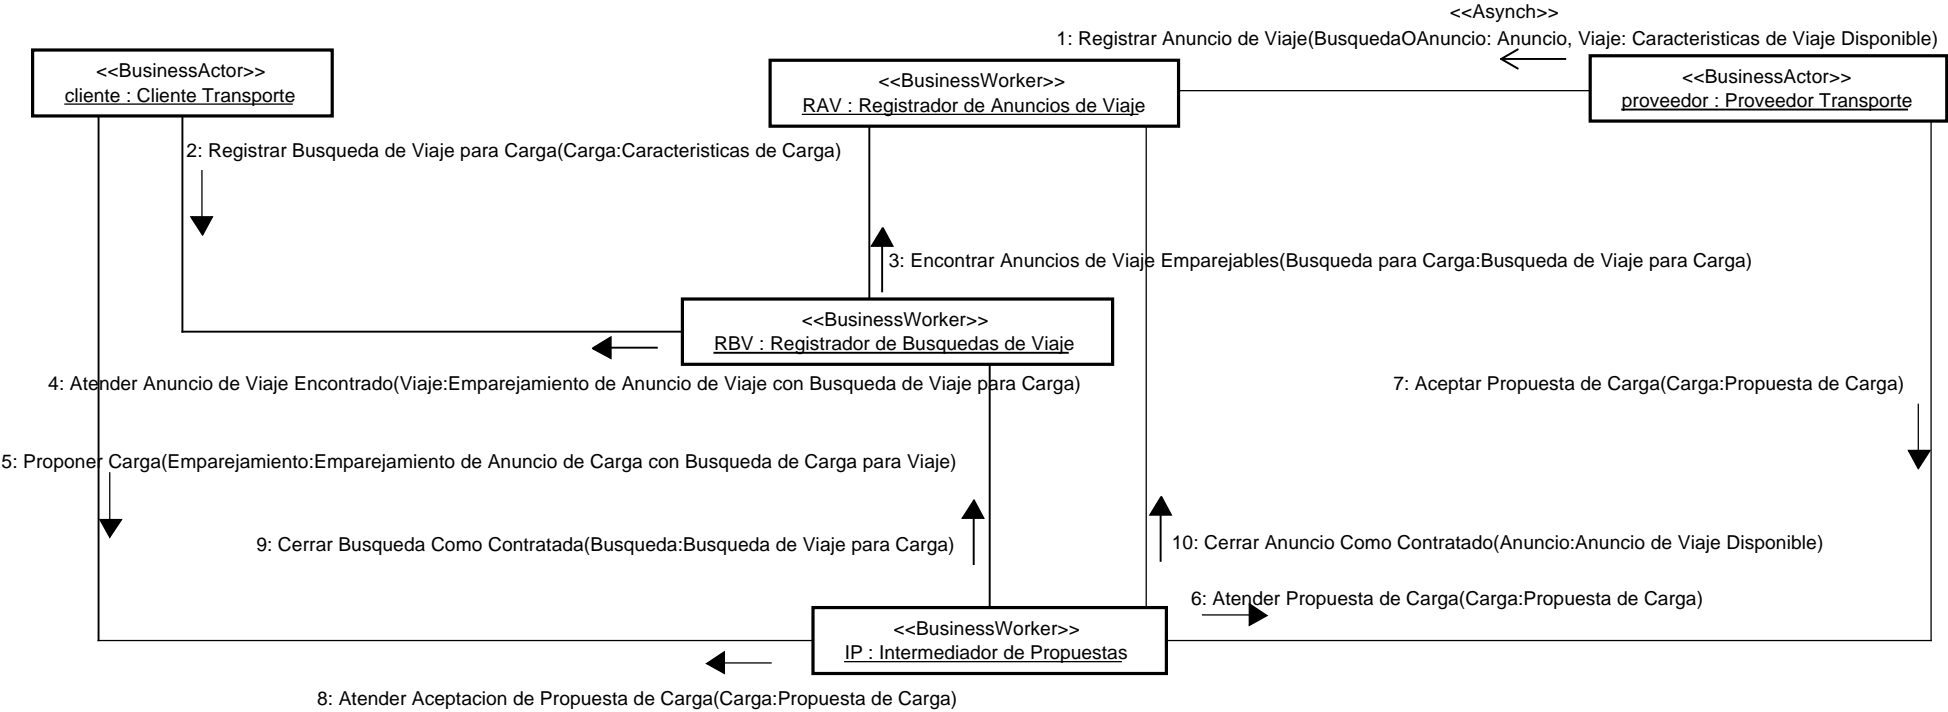 <<Asynch>>
1: Registrar Anuncio de Viaje(BusquedaOAnuncio: Anuncio, Viaje: Caracteristicas de Viaje Disponible)
<<BusinessActor>>
cliente : Cliente Transporte
<<BusinessWorker>>
RAV : Registrador de Anuncios de Viaje
<<BusinessActor>>
proveedor : Proveedor Transporte
2: Registrar Busqueda de Viaje para Carga(Carga:Caracteristicas de Carga)
3: Encontrar Anuncios de Viaje Emparejables(Busqueda para Carga:Busqueda de Viaje para Carga)
<<BusinessWorker>>
RBV : Registrador de Busquedas de Viaje
4: Atender Anuncio de Viaje Encontrado(Viaje:Emparejamiento de Anuncio de Viaje con Busqueda de Viaje para Carga)
7: Aceptar Propuesta de Carga(Carga:Propuesta de Carga)
5: Proponer Carga(Emparejamiento:Emparejamiento de Anuncio de Carga con Busqueda de Carga para Viaje)
9: Cerrar Busqueda Como Contratada(Busqueda:Busqueda de Viaje para Carga)
10: Cerrar Anuncio Como Contratado(Anuncio:Anuncio de Viaje Disponible)
6: Atender Propuesta de Carga(Carga:Propuesta de Carga)
<<BusinessWorker>>
IP : Intermediador de Propuestas
8: Atender Aceptacion de Propuesta de Carga(Carga:Propuesta de Carga)